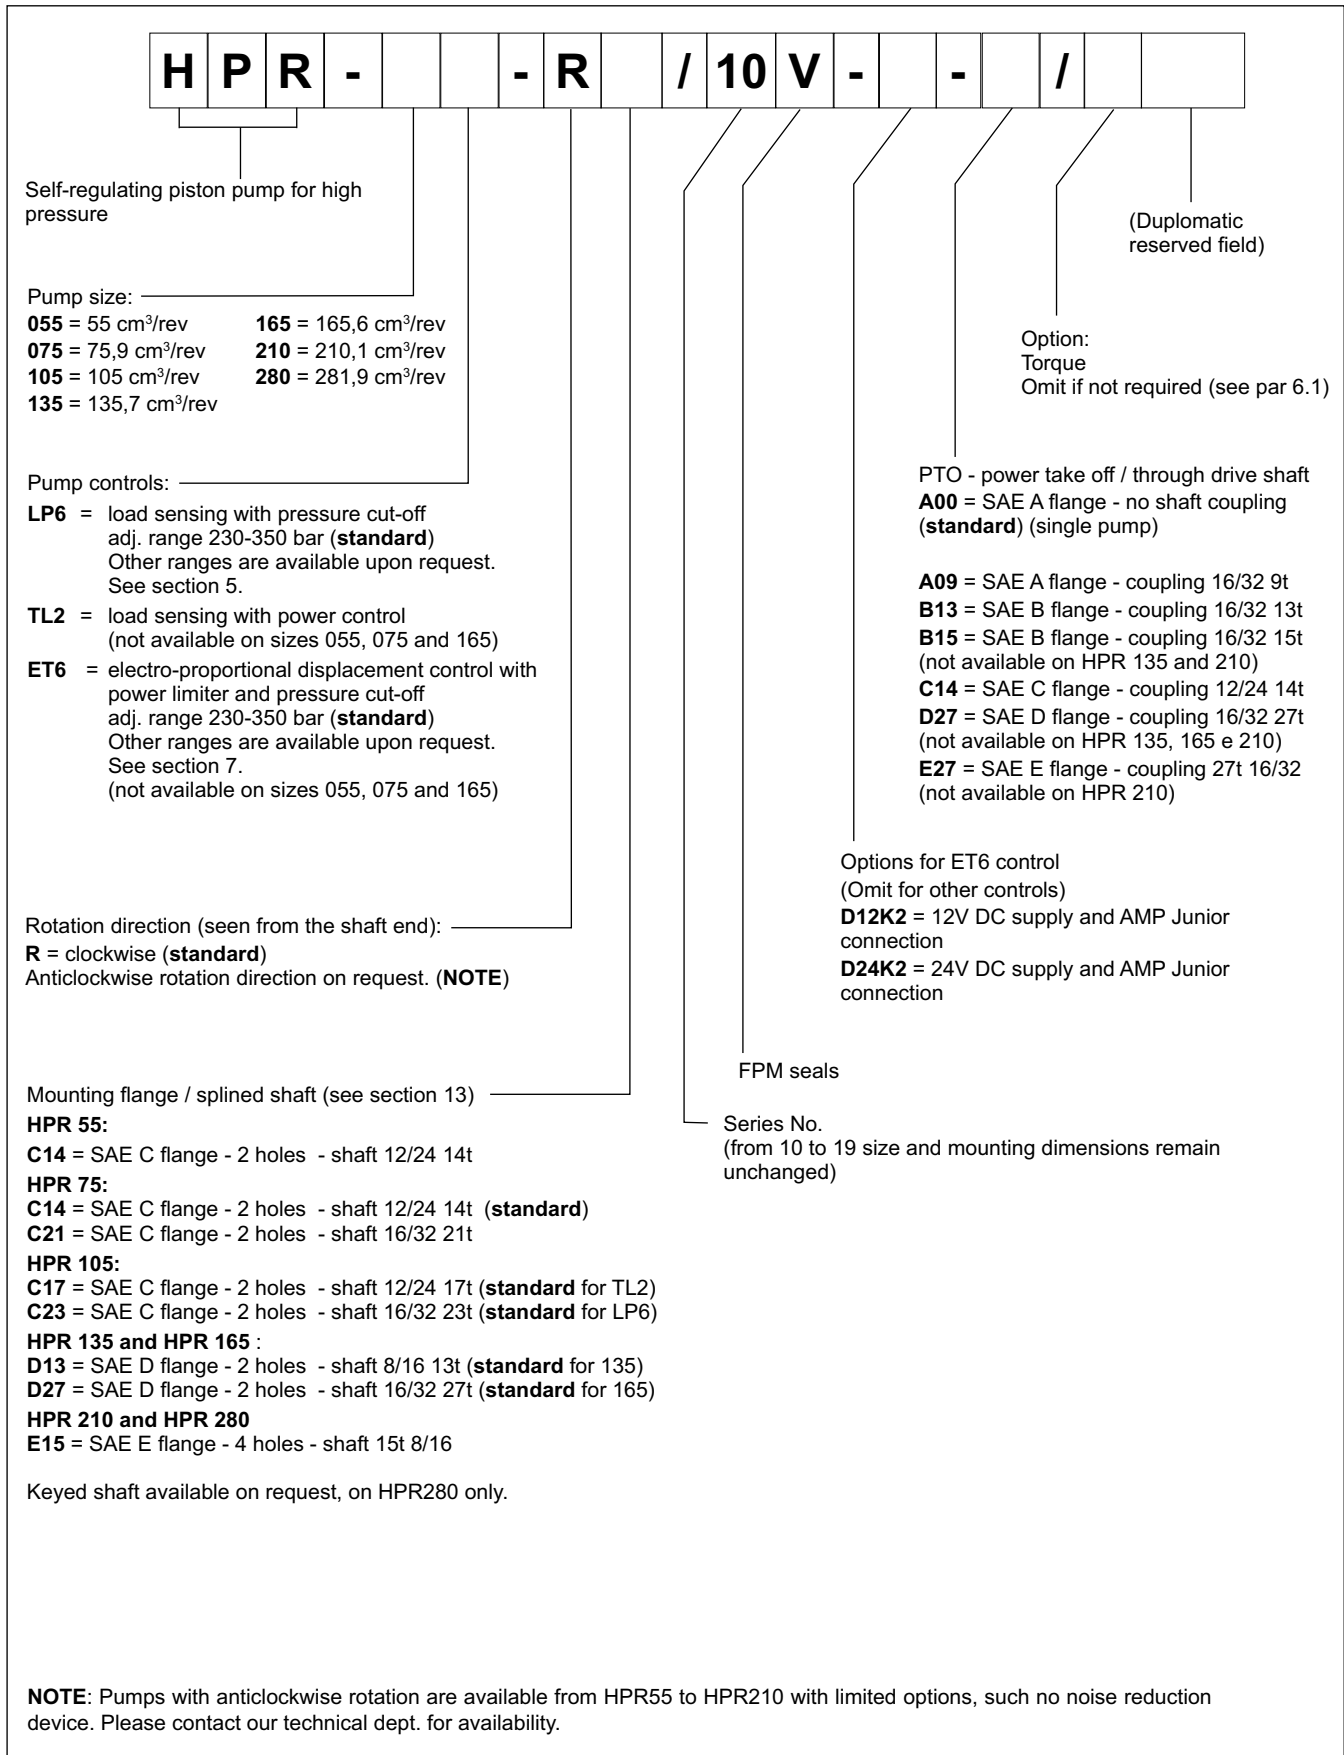 H P R - - R / 10 V - - /
Self-regulating piston pump for high
pressure
(Duplomatic
reserved field)
Pump size:
055 = 55 cm³/rev 165 = 165,6 cm³/rev
075 = 75,9 cm³/rev 210 = 210,1 cm³/rev
105 = 105 cm³/rev 280 = 281,9 cm³/rev
135 = 135,7 cm³/rev
Option:
Torque
Omit if not required (see par 6.1)
Pump controls:
LP6 = load sensing with pressure cut-off
adj. range 230-350 bar (standard)
Other ranges are available upon request.
See section 5.
TL2 = load sensing with power control
(not available on sizes 055, 075 and 165)
ET6 = electro-proportional displacement control with
power limiter and pressure cut-off
adj. range 230-350 bar (standard)
Other ranges are available upon request.
See section 7.
(not available on sizes 055, 075 and 165)
PTO - power take off / through drive shaft
A00 = SAE A flange - no shaft coupling
(standard) (single pump)
A09 = SAE A flange - coupling 16/32 9t
B13 = SAE B flange - coupling 16/32 13t
B15 = SAE B flange - coupling 16/32 15t
(not available on HPR 135 and 210)
C14 = SAE C flange - coupling 12/24 14t
D27 = SAE D flange - coupling 16/32 27t
(not available on HPR 135, 165 e 210)
E27 = SAE E flange - coupling 27t 16/32
(not available on HPR 210)
Options for ET6 control
(Omit for other controls)
D12K2 = 12V DC supply and AMP Junior
connection
D24K2 = 24V DC supply and AMP Junior
connection
Rotation direction (seen from the shaft end):
R = clockwise (standard)
Anticlockwise rotation direction on request. (NOTE)
FPM seals
Series No.
(from 10 to 19 size and mounting dimensions remain
unchanged)
Mounting flange / splined shaft (see section 13)
HPR 55:
C14 = SAE C flange - 2 holes - shaft 12/24 14t
HPR 75:
C14 = SAE C flange - 2 holes - shaft 12/24 14t (standard)
C21 = SAE C flange - 2 holes - shaft 16/32 21t
HPR 105:
C17 = SAE C flange - 2 holes - shaft 12/24 17t (standard for TL2)
C23 = SAE C flange - 2 holes - shaft 16/32 23t (standard for LP6)
HPR 135 and HPR 165 :
D13 = SAE D flange - 2 holes - shaft 8/16 13t (standard for 135)
D27 = SAE D flange - 2 holes - shaft 16/32 27t (standard for 165)
HPR 210 and HPR 280
E15 = SAE E flange - 4 holes - shaft 15t 8/16
Keyed shaft available on request, on HPR280 only.
NOTE: Pumps with anticlockwise rotation are available from HPR55 to HPR210 with limited options, such no noise reduction
device. Please contact our technical dept. for availability.